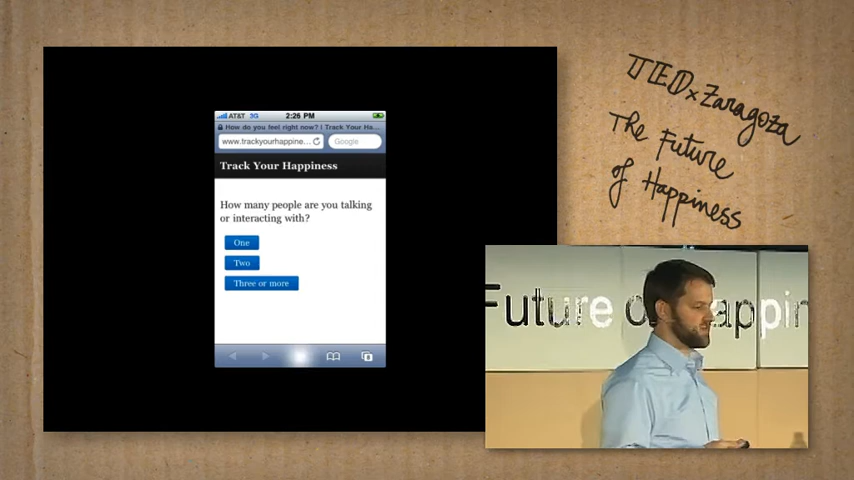 AT&T 3G 2:26 PM
How do you feel right now? | Track Your Ha...
www.trackyourhappine... Google
Track Your Happiness
How many people are you talking
or interacting with?
One
Two
Three or more
TEDxZaragoza
The Future
of Happiness
Future o appin